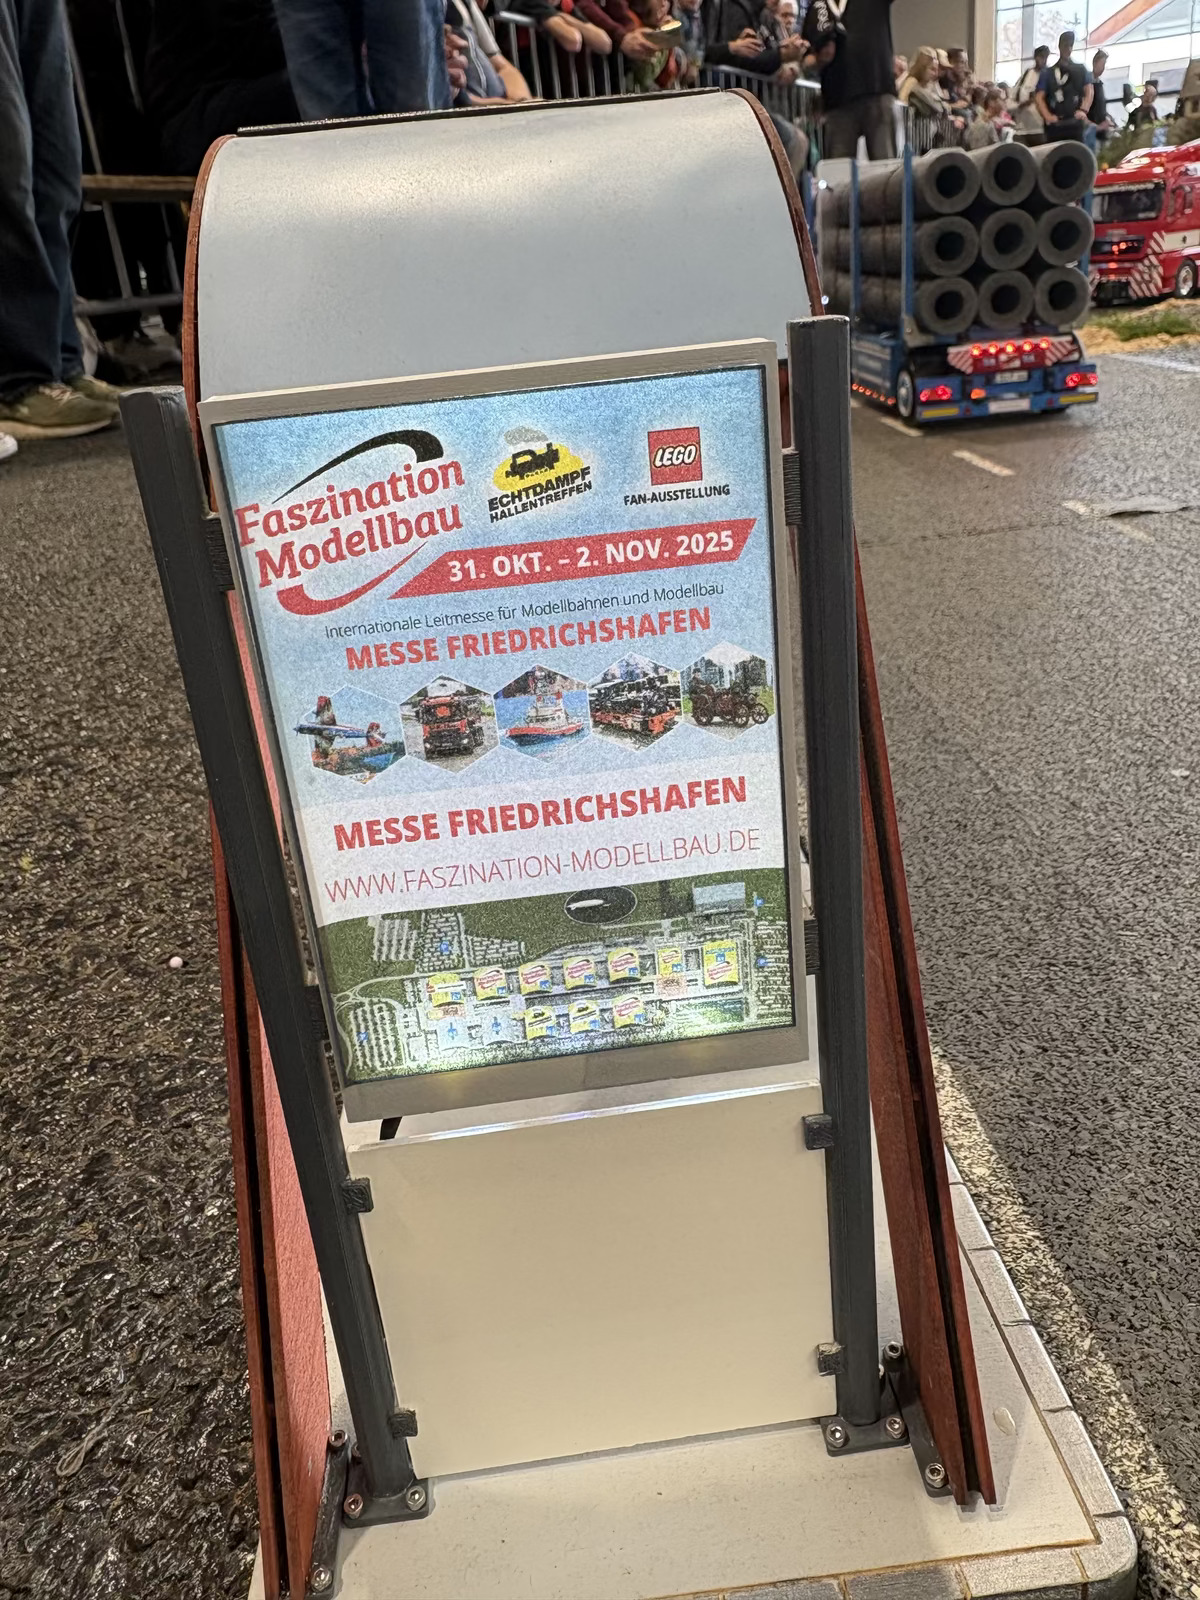 Faszination
Modellbau
ECHTDAMPF
HALLENTREFFEN
LEGO
FAN-AUSSTELLUNG
31. OKT. – 2. NOV. 2025
Internationale Leitmesse für Modellbahnen und Modellbau
MESSE FRIEDRICHSHAFEN
MESSE FRIEDRICHSHAFEN
WWW.FASZINATION-MODELLBAU.DE